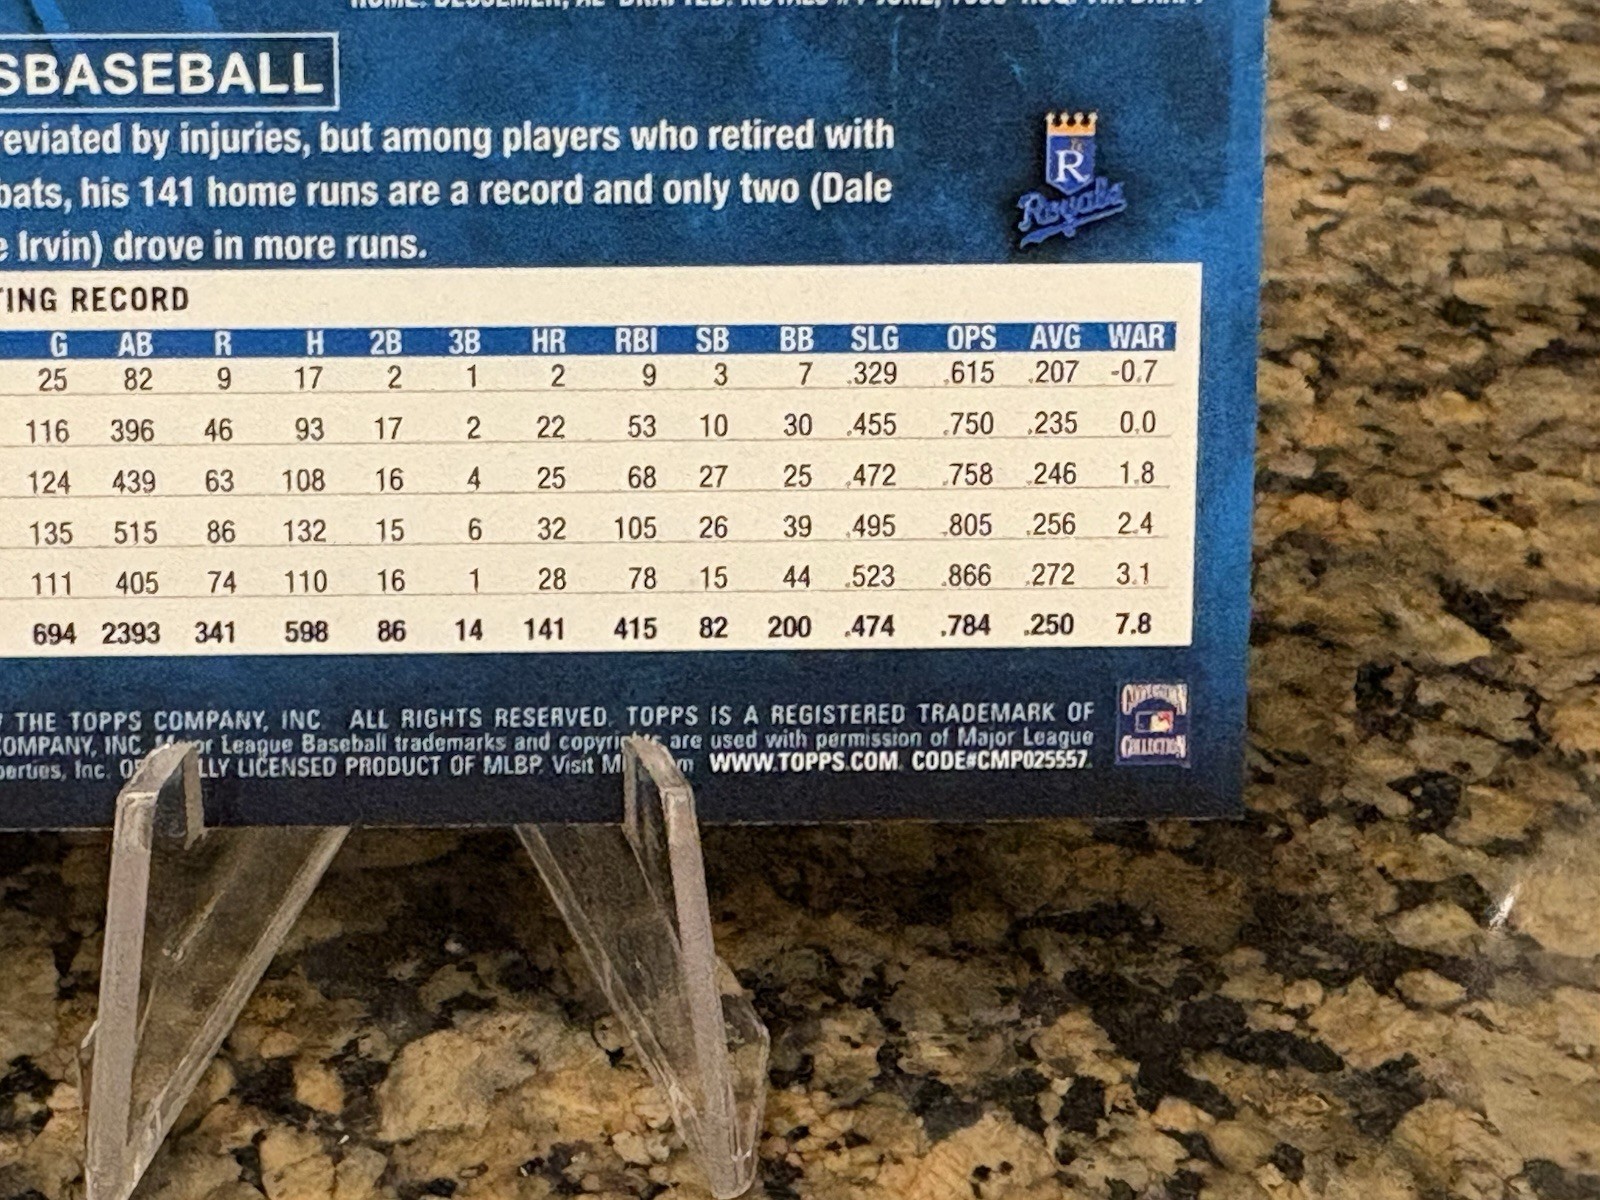 SBASEBALL
reviated by injuries, but among players who retired with
bats, his 141 home runs are a record and only two (Dale
e Irvin) drove in more runs.
R
Royals
TING RECORD
G AB R H 2B 3B HR RBI SB BB SLG OPS AVG WAR
25 82 9 17 2 1 2 9 3 7 .329 .615 .207 -0.7
116 396 46 93 17 2 22 53 10 30 .455 .750 .235 0.0
124 439 63 108 16 4 25 68 27 25 .472 .758 .246 1.8
135 515 86 132 15 6 32 105 26 39 .495 .805 .256 2.4
111 405 74 110 16 1 28 78 15 44 .523 .866 .272 3.1
694 2393 341 598 86 14 141 415 82 200 .474 .784 .250 7.8
THE TOPPS COMPANY, INC. ALL RIGHTS RESERVED. TOPPS IS A REGISTERED TRADEMARK OF
OMPANY, INC. Major League Baseball trademarks and copyrights are used with permission of Major League
perties, Inc. LLY LICENSED PRODUCT OF MLBP. Visit WWW.TOPPS.COM. CODE#CMP025557
COOPERSTOWN
COLLECTION